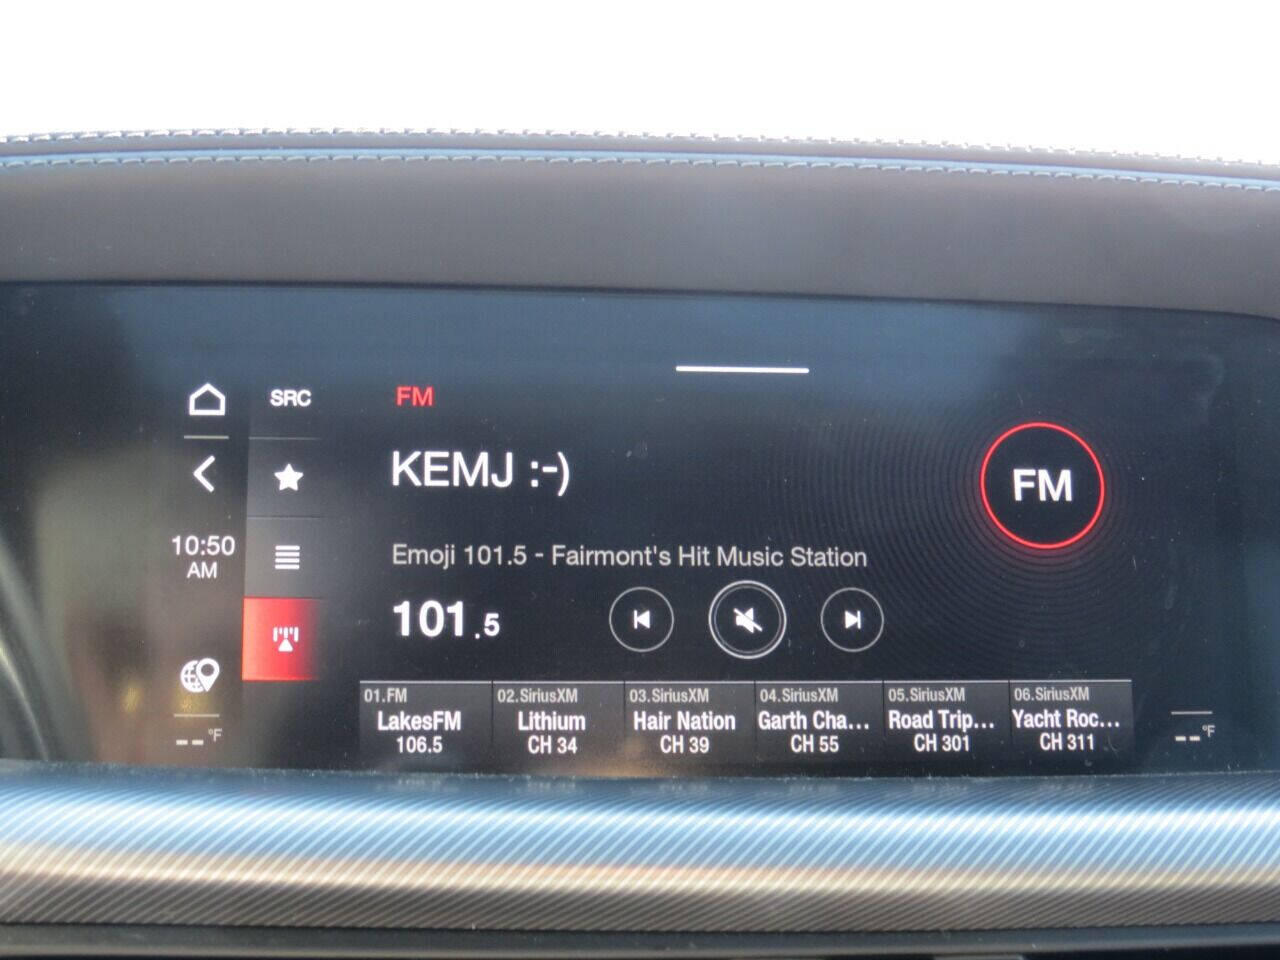 SRC
FM
KEMJ :-)
FM
10:50
AM
Emoji 101.5 - Fairmont's Hit Music Station
101.5
01.FM
LakesFM
106.5
02.SiriusXM
Lithium
CH 34
03.SiriusXM
Hair Nation
CH 39
04.SiriusXM
Garth Cha...
CH 55
05.SiriusXM
Road Trip...
CH 301
06.SiriusXM
Yacht Roc...
CH 311
--°F
--°F